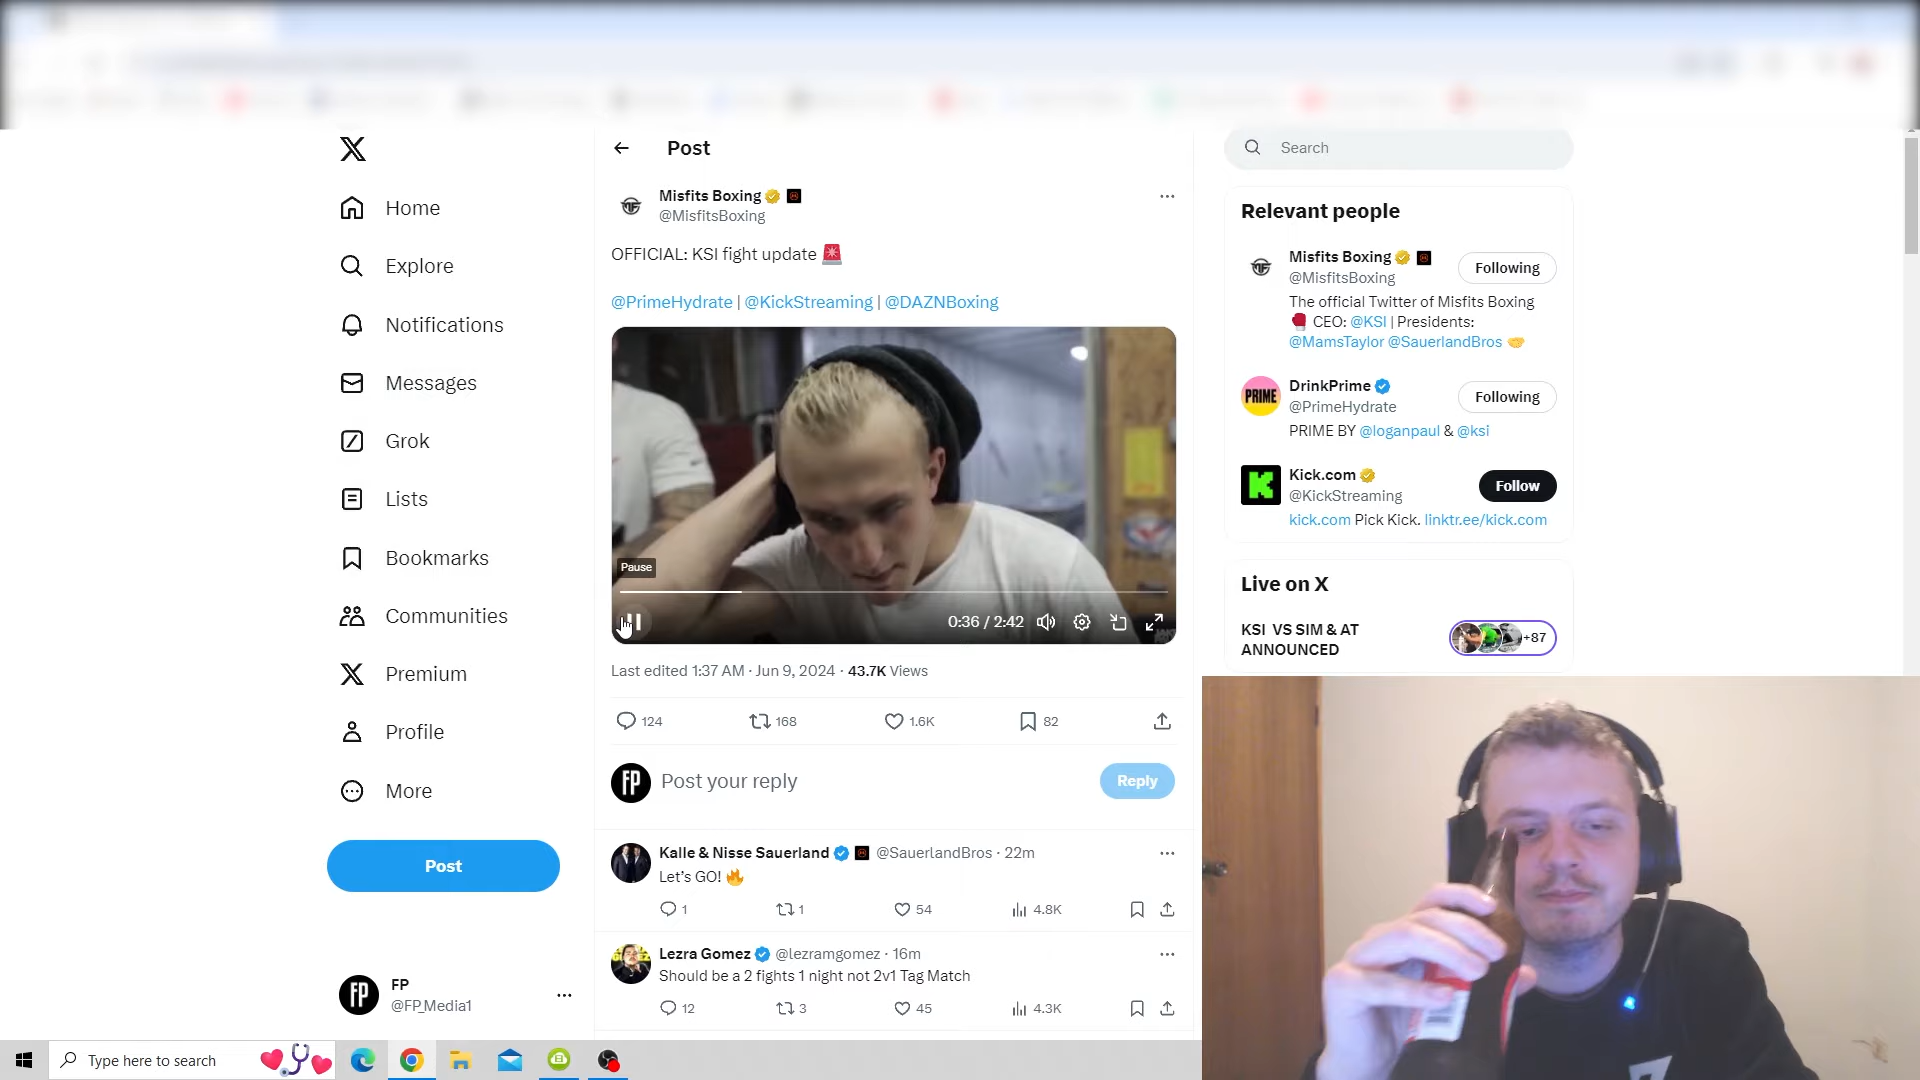 Home
Explore
Notifications
Messages
Grok
Lists
Bookmarks
Communities
Premium
Profile
More
Post
FP
@FP_Media1
Post
Misfits Boxing
@MisfitsBoxing
OFFICIAL: KSI fight update 🚨
@PrimeHydrate | @KickStreaming | @DAZNBoxing
Pause
0:36 / 2:42
Last edited 1:37 AM · Jun 9, 2024 · 43.7K Views
124 168 1.6K 82
FP Post your reply Reply
Kalle & Nisse Sauerland @SauerlandBros · 22m
Let's GO! 🔥
1 1 54 4.8K
Lezra Gomez @lezramgomez · 16m
Should be a 2 fights 1 night not 2v1 Tag Match
12 3 45 4.3K
Search
Relevant people
Misfits Boxing
@MisfitsBoxing
Following
The official Twitter of Misfits Boxing
🥊 CEO: @KSI | Presidents:
@MamsTaylor @SauerlandBros 🤝
PRIME
DrinkPrime
@PrimeHydrate
Following
PRIME BY @loganpaul & @ksi
Kick.com
@KickStreaming
Follow
kick.com Pick Kick. linktr.ee/kick.com
Live on X
KSI VS SIM & AT
ANNOUNCED
+87
Type here to search